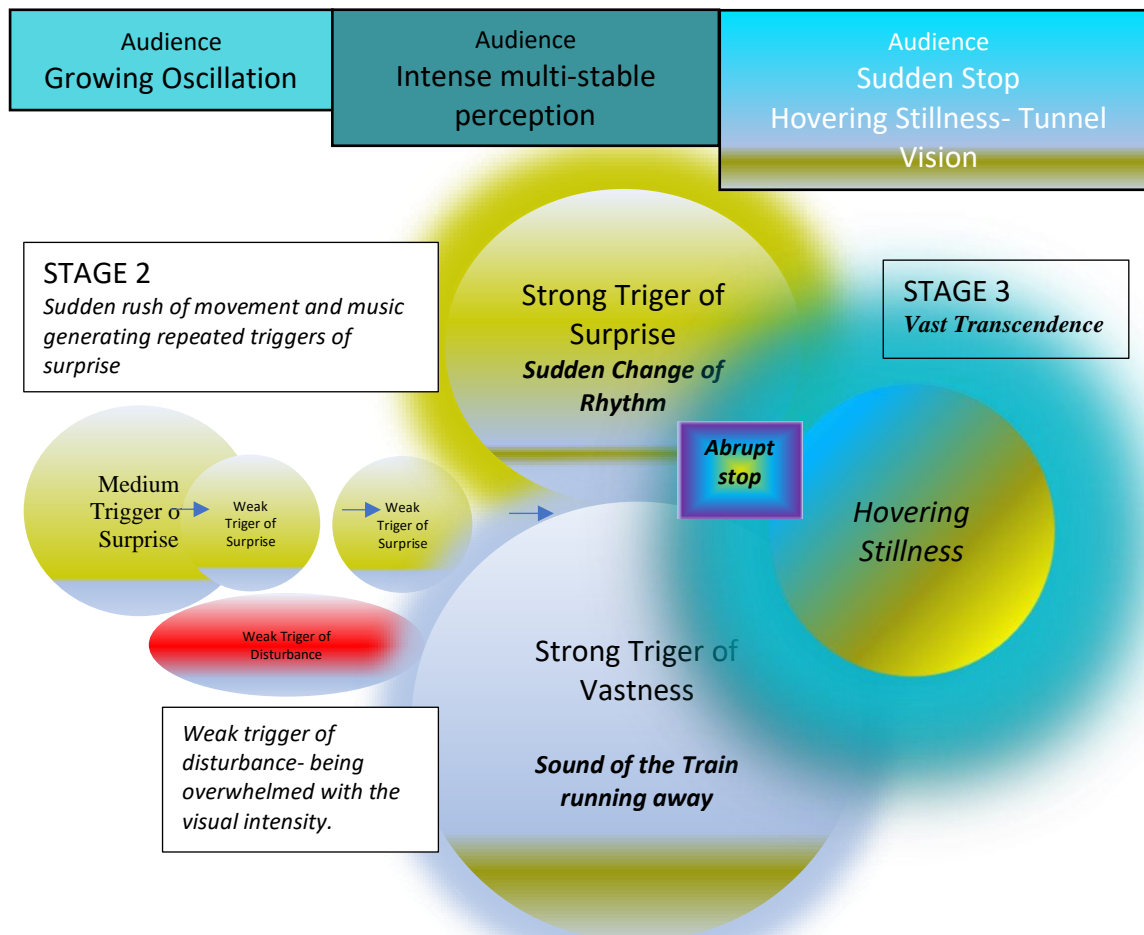 Audience
Growing Oscillation
Audience
Intense multi-stable
perception
Audience
Sudden Stop
Hovering Stillness- Tunnel
Vision
STAGE 2
Sudden rush of movement and music
generating repeated triggers of
surprise
Strong Triger of
Surprise
Sudden Change of
Rhythm
STAGE 3
Vast Transcendence
Abrupt
stop
Medium
Trigger o
Surprise
Weak
Triger of
Surprise
Weak
Triger of
Surprise
Hovering
Stillness
Weak Triger of
Disturbance
Strong Triger of
Vastness
Sound of the Train
running away
Weak trigger of
disturbance- being
overwhelmed with the
visual intensity.